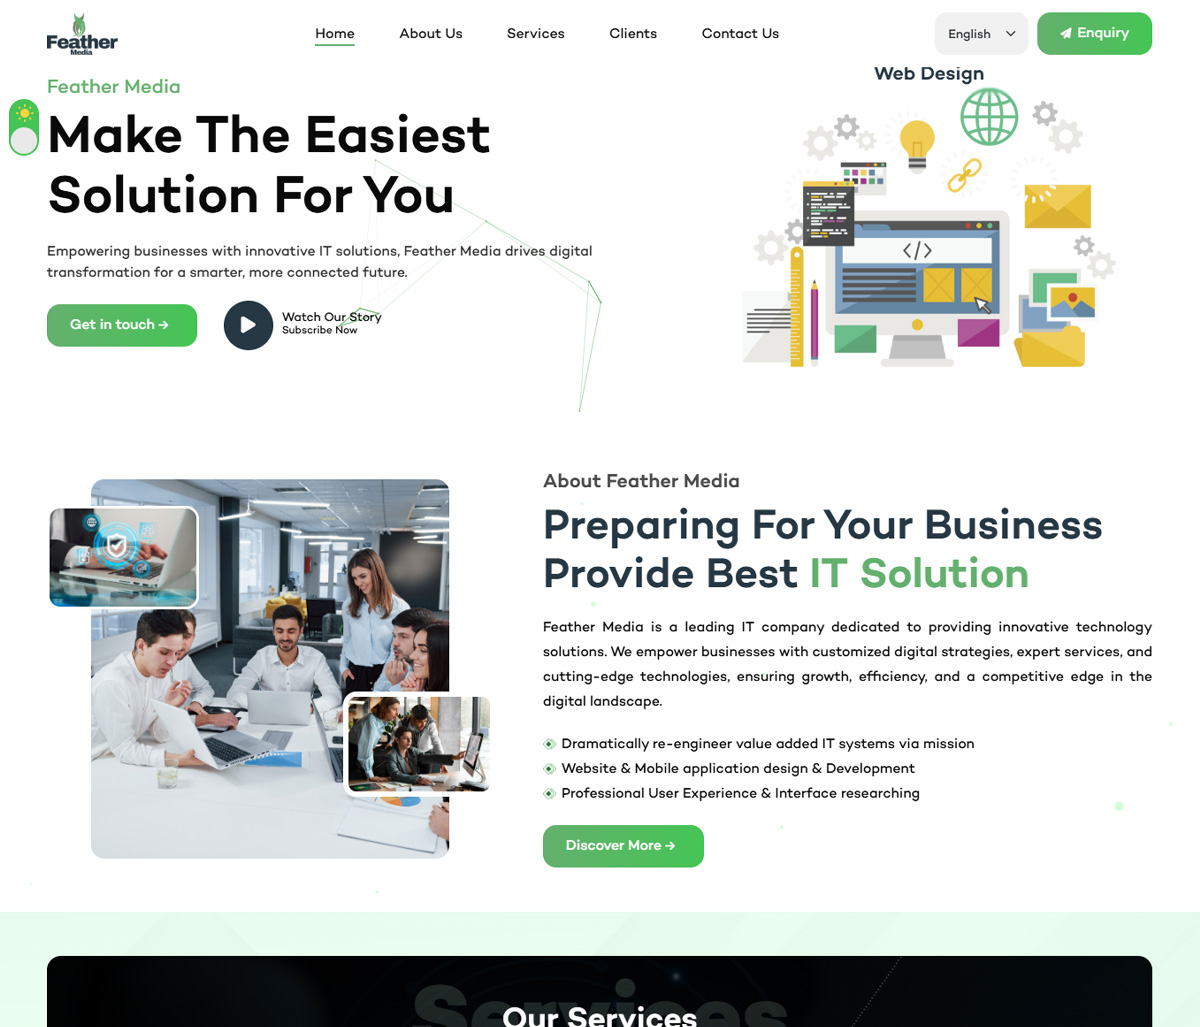 Feather
Media
Home
About Us
Services
Clients
Contact Us
English
Enquiry
Feather Media
Make The Easiest
Solution For You
Empowering businesses with innovative IT solutions, Feather Media drives digital
transformation for a smarter, more connected future.
Get in touch →
Watch Our Story
Subscribe Now
Web Design
</>
About Feather Media
Preparing For Your Business
Provide Best IT Solution
Feather Media is a leading IT company dedicated to providing innovative technology
solutions. We empower businesses with customized digital strategies, expert services, and
cutting-edge technologies, ensuring growth, efficiency, and a competitive edge in the
digital landscape.
Dramatically re-engineer value added IT systems via mission
Website & Mobile application design & Development
Professional User Experience & Interface researching
Discover More →
Services
Our Services